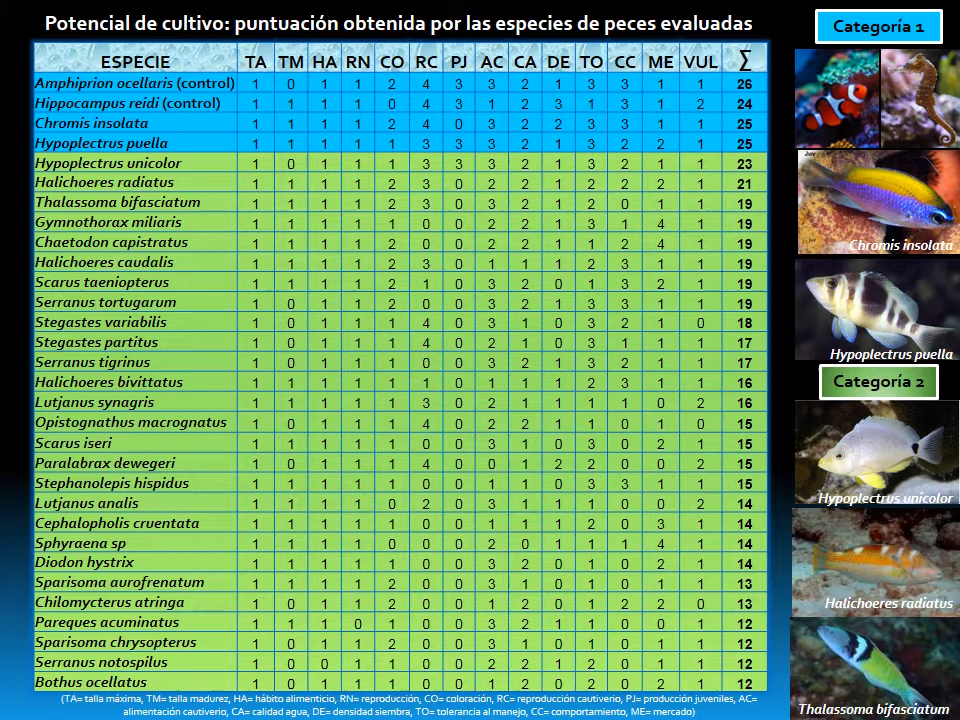 Potencial de cultivo: puntuación obtenida por las especies de peces evaluadas
ESPECIE TA TM HA RN CO RC PJ AC CA DE TO CC ME VUL ∑
Amphiprion ocellaris (control) 1 0 1 1 2 4 3 3 2 1 3 3 1 1 26
Hippocampus reidi (control) 1 1 1 1 0 4 3 1 2 3 1 3 1 2 24
Chromis insolata 1 1 1 1 2 4 0 3 2 2 3 3 1 1 25
Hypoplectrus puella 1 1 1 1 1 3 3 3 2 1 3 2 2 1 25
Hypoplectrus unicolor 1 0 1 1 1 3 3 3 2 1 3 2 1 1 23
Halichoeres radiatus 1 1 1 1 2 3 0 2 2 1 2 2 2 1 21
Thalassoma bifasciatum 1 1 1 1 2 3 0 3 2 1 2 0 1 1 19
Gymnothorax miliaris 1 1 1 1 1 0 0 2 2 1 3 1 4 1 19
Chaetodon capistratus 1 1 1 1 2 0 0 2 2 1 1 2 4 1 19
Halichoeres caudalis 1 1 1 1 2 3 0 1 1 1 2 3 1 1 19
Scarus taeniopterus 1 1 1 1 2 1 0 3 2 0 1 3 2 1 19
Serranus tortugarum 1 0 1 1 2 0 0 3 2 1 3 3 1 1 19
Stegastes variabilis 1 0 1 1 1 4 0 3 1 0 3 2 1 0 18
Stegastes partitus 1 0 1 1 1 4 0 2 1 0 3 1 1 1 17
Serranus tigrinus 1 0 1 1 1 0 0 3 2 1 3 2 1 1 17
Halichoeres bivittatus 1 1 1 1 1 1 0 1 1 1 2 3 1 1 16
Lutjanus synagris 1 1 1 1 1 3 0 2 1 1 1 1 0 2 16
Opistognathus macrognatus 1 0 1 1 1 4 0 2 2 1 1 0 1 0 15
Scarus iseri 1 1 1 1 1 0 0 3 1 0 3 0 2 1 15
Paralabrax dewegeri 1 0 1 1 1 4 0 0 1 2 2 0 0 2 15
Stephanolepis hispidus 1 1 1 1 1 0 0 1 1 0 3 3 1 1 15
Lutjanus analis 1 1 1 1 0 2 0 3 1 1 1 0 0 2 14
Cephalopholis cruentata 1 1 1 1 1 0 0 1 1 1 2 0 3 1 14
Sphyraena sp 1 1 1 1 0 0 0 2 0 1 1 1 4 1 14
Diodon hystrix 1 1 1 1 1 0 0 3 2 0 1 0 2 1 14
Sparisoma aurofrenatum 1 1 1 1 2 0 0 3 1 0 1 0 1 1 13
Chilomycterus atringa 1 0 1 1 2 0 0 1 2 0 1 2 2 0 13
Pareques acuminatus 1 1 1 0 1 0 0 3 2 1 1 0 0 1 12
Sparisoma chrysopterus 1 0 1 1 2 0 0 3 1 0 1 0 1 1 12
Serranus notospilus 1 0 0 1 1 0 0 2 2 1 2 0 1 1 12
Bothus ocellatus 1 0 1 1 1 0 0 1 2 0 2 0 2 1 12
(TA= talla máxima, TM= talla madurez, HA= hábito alimenticio, RN= reproducción, CO= coloración, RC= reproducción cautiverio, PJ= producción juveniles, AC=
alimentación cautiverio, CA= calidad agua, DE= densidad siembra, TO= tolerancia al manejo, CC= comportamiento, ME= mercado)
Categoría 1
Juv
Chromis insolata
Hypoplectrus puella
Categoría 2
Hypoplectrus unicolor
Halichoeres radiatus
Thalassoma bifasciatum